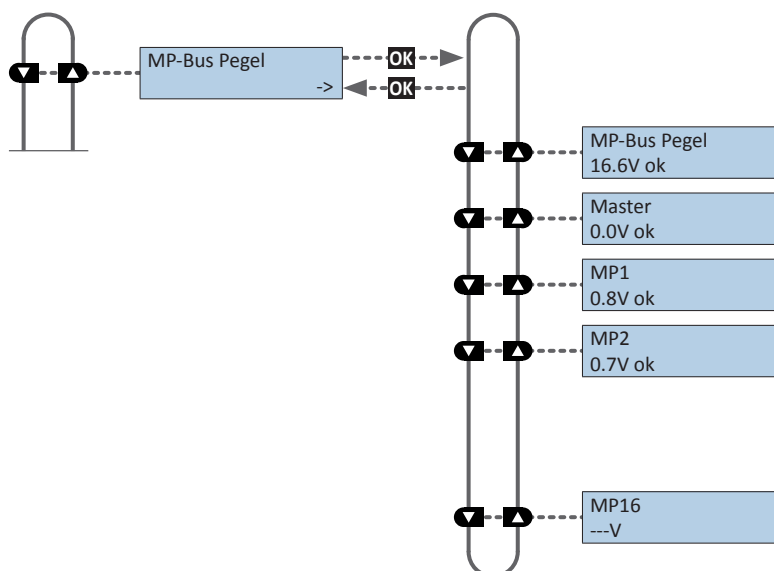 MP-Bus Pegel
->
OK
OK
MP-Bus Pegel
16.6V ok
Master
0.0V ok
MP1
0.8V ok
MP2
0.7V ok
MP16
---V